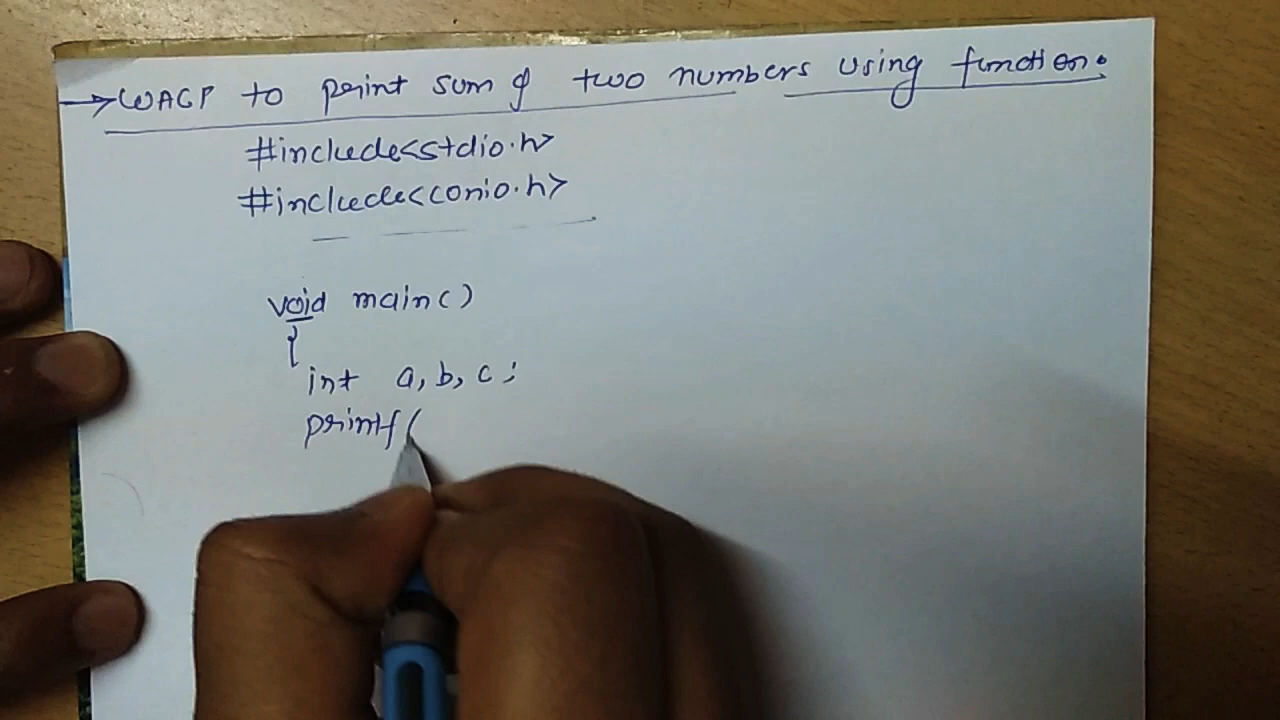 → WACP to print sum of two numbers using function.
#include<stdio.h>
#include<conio.h>
void main()
{
int a, b, c;
printf(